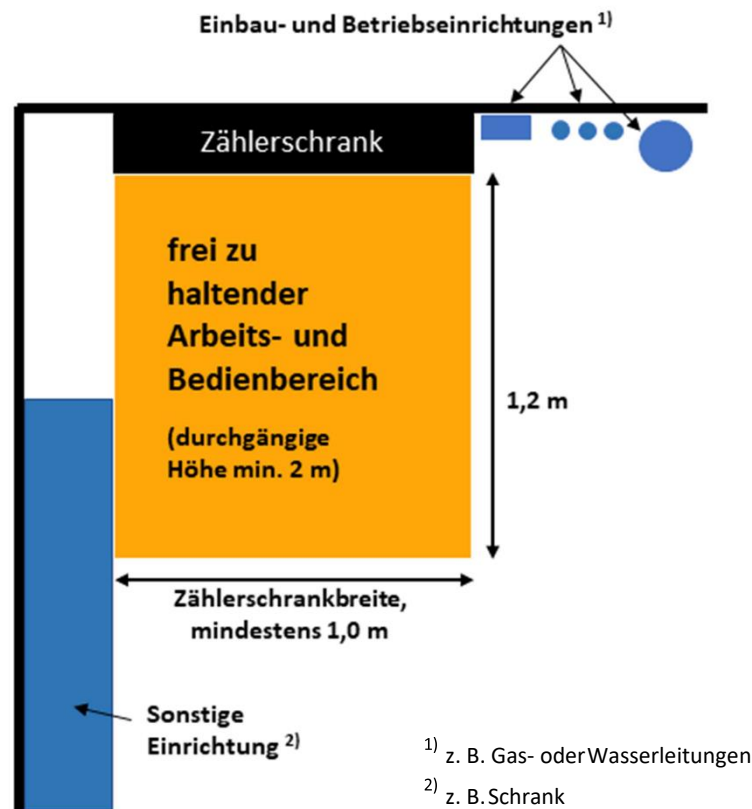 Einbau- und Betriebseinrichtungen 1)
Zählerschrank
frei zu
haltender
Arbeits- und
Bedienbereich
(durchgängige
Höhe min. 2 m)
1,2 m
Zählerschrankbreite,
mindestens 1,0 m
Sonstige
Einrichtung 2)
1) z. B. Gas- oder Wasserleitungen
2) z. B. Schrank